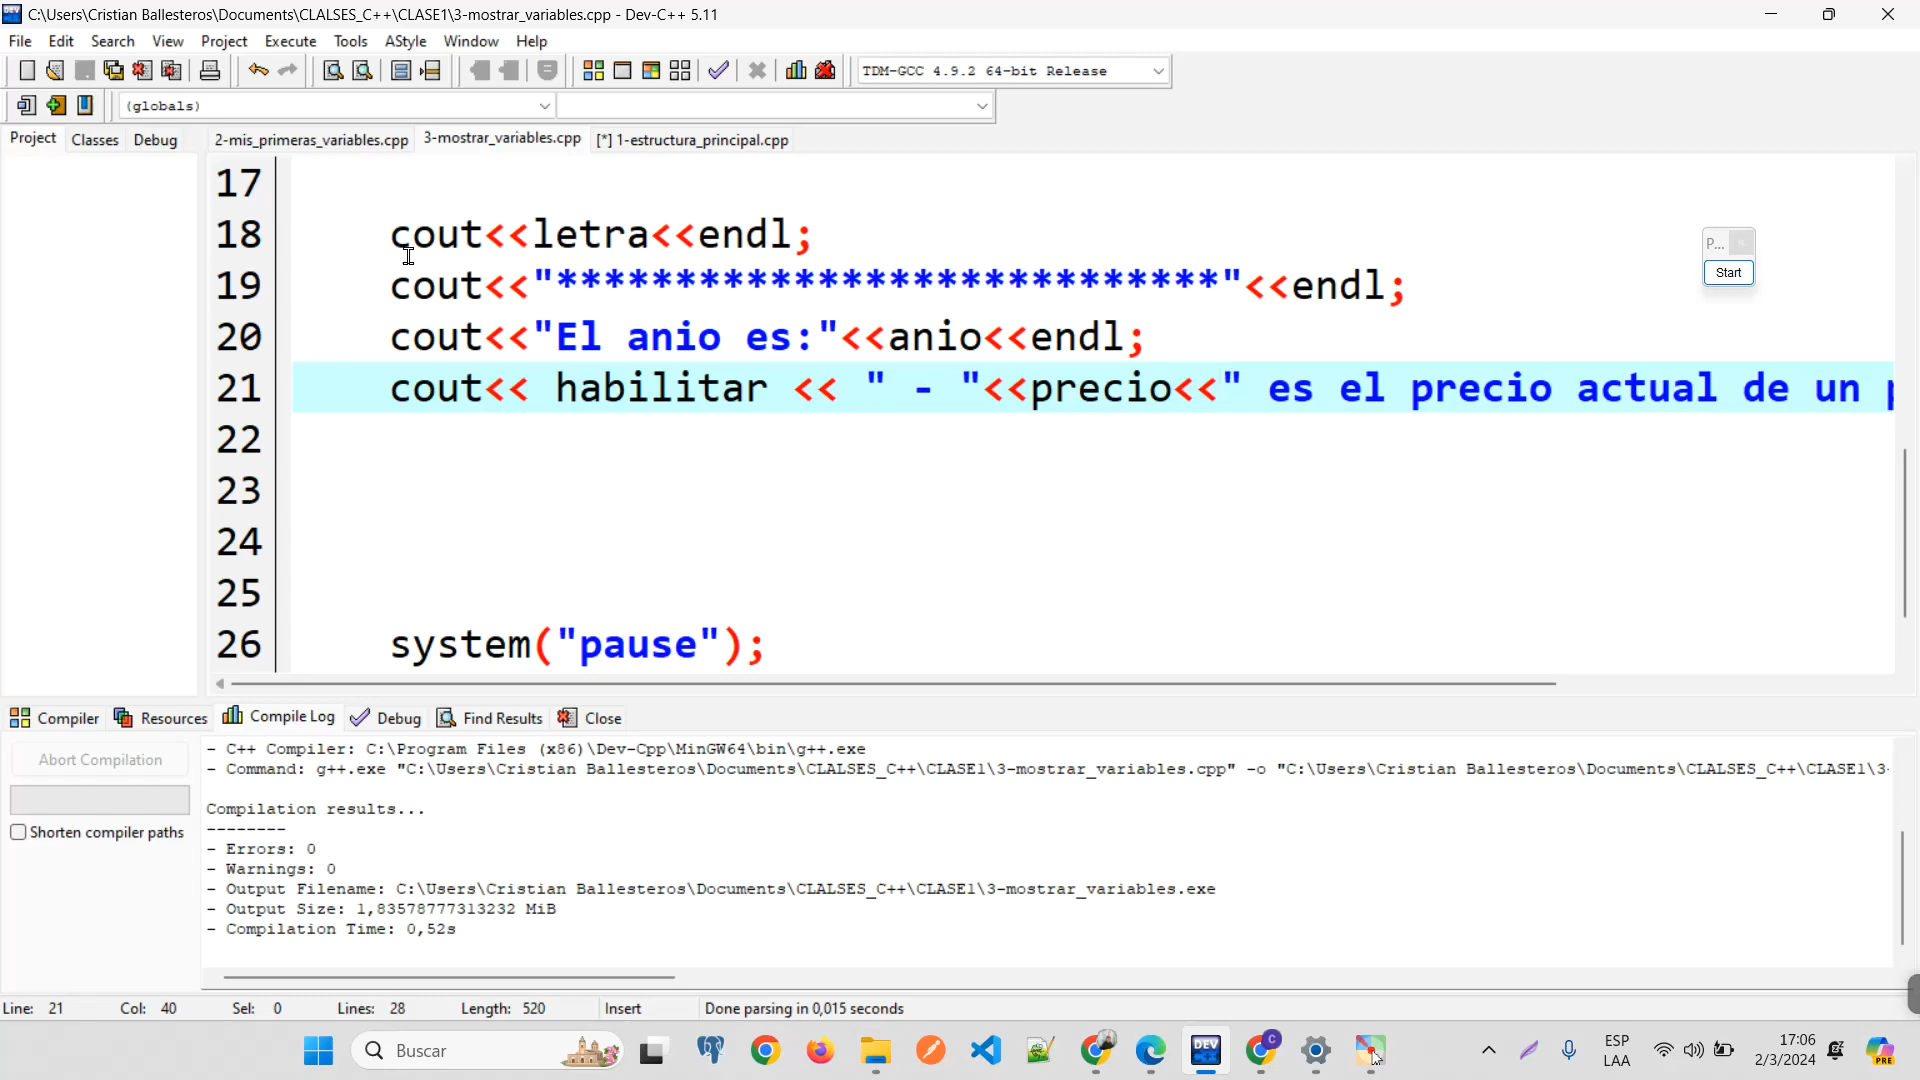 C:\Users\Cristian Ballesteros\Documents\CLALSES_C++\CLASE1\3-mostrar_variables.cpp - Dev-C++ 5.11
File Edit Search View Project Execute Tools AStyle Window Help
TDM-GCC 4.9.2 64-bit Release
(globals)
Project Classes Debug 2-mis_primeras_variables.cpp 3-mostrar_variables.cpp [*] 1-estructura_principal.cpp
17
18 cout<<letra<<endl;
19 cout<<"****************************"<<endl;
20 cout<<"El anio es:"<<anio<<endl;
21 cout<< habilitar << " - "<<precio<<" es el precio actual de un p
22
23
24
25
26 system("pause");
P...
Start
Compiler Resources Compile Log Debug Find Results Close
Abort Compilation
Shorten compiler paths
- C++ Compiler: C:\Program Files (x86)\Dev-Cpp\MinGW64\bin\g++.exe
- Command: g++.exe "C:\Users\Cristian Ballesteros\Documents\CLALSES_C++\CLASE1\3-mostrar_variables.cpp" -o "C:\Users\Cristian Ballesteros\Documents\CLALSES_C++\CLASE1\3-
Compilation results...
--------
- Errors: 0
- Warnings: 0
- Output Filename: C:\Users\Cristian Ballesteros\Documents\CLALSES_C++\CLASE1\3-mostrar_variables.exe
- Output Size: 1,83578777313232 MiB
- Compilation Time: 0,52s
Line: 21 Col: 40 Sel: 0 Lines: 28 Length: 520 Insert Done parsing in 0,015 seconds
Buscar
DEV
C
ESP
LAA
17:06
2/3/2024
PRE